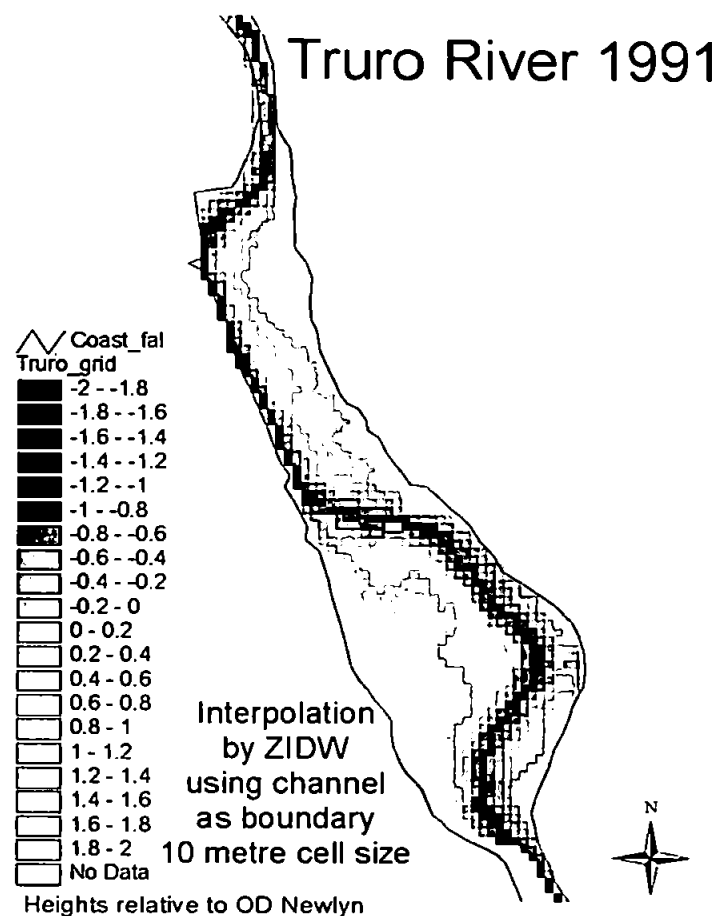 Truro River 1991
Coast_fal
Truro_grid
-2 - -1.8
-1.8 - -1.6
-1.6 - -1.4
-1.4 - -1.2
-1.2 - -1
-1 - -0.8
-0.8 - -0.6
-0.6 - -0.4
-0.4 - -0.2
-0.2 - 0
0 - 0.2
0.2 - 0.4
0.4 - 0.6
0.6 - 0.8
0.8 - 1
1 - 1.2
1.2 - 1.4
1.4 - 1.6
1.6 - 1.8
1.8 - 2
No Data
Interpolation
by ZIDW
using channel
as boundary
10 metre cell size
N
Heights relative to OD Newlyn